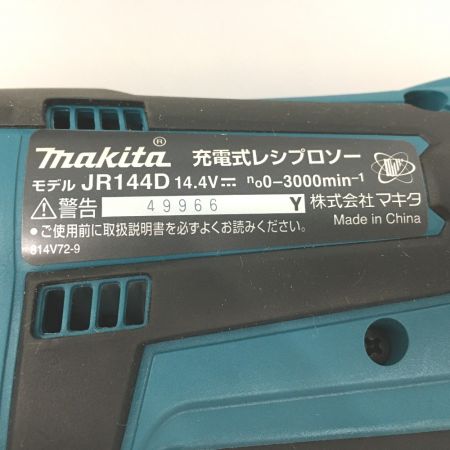 makita® 充電式レシプロソー
モデル JR144D 14.4V⎓ n₀0-3000min⁻¹
⚠警告 49966 Y 株式会社マキタ
•ご使用前に取扱説明書を必ずよくお読みください。 Made in China
814V72-9